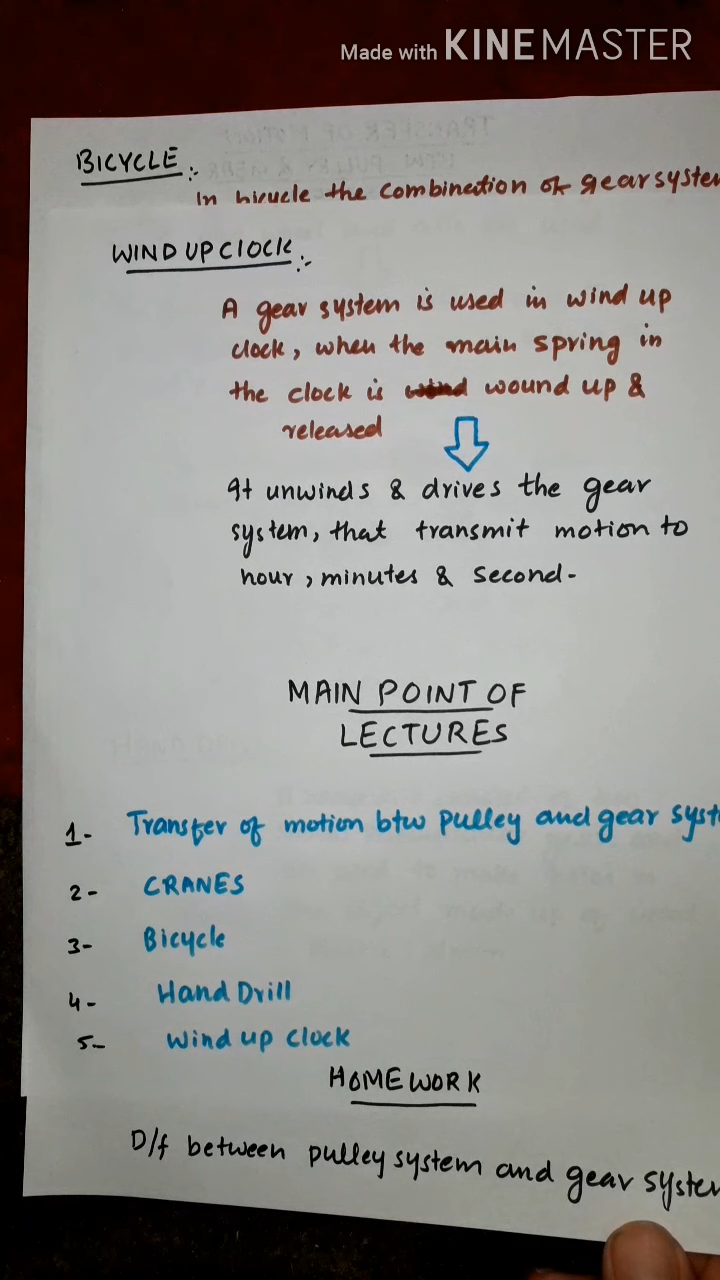 Made with KINEMASTER
BICYCLE :-
In bicycle the combination of gear system
WIND UP CLOCK :-
A gear system is used in wind up
clock, when the main spring in
the clock is wound up &
released
It unwinds & drives the gear
system, that transmit motion to
hour, minutes & second -
MAIN POINT OF
LECTURES
1- Transfer of motion btw pulley and gear syst
2- CRANES
3- Bicycle
4- Hand Drill
5- Wind up clock
HOMEWORK
D/f between pulley system and gear system